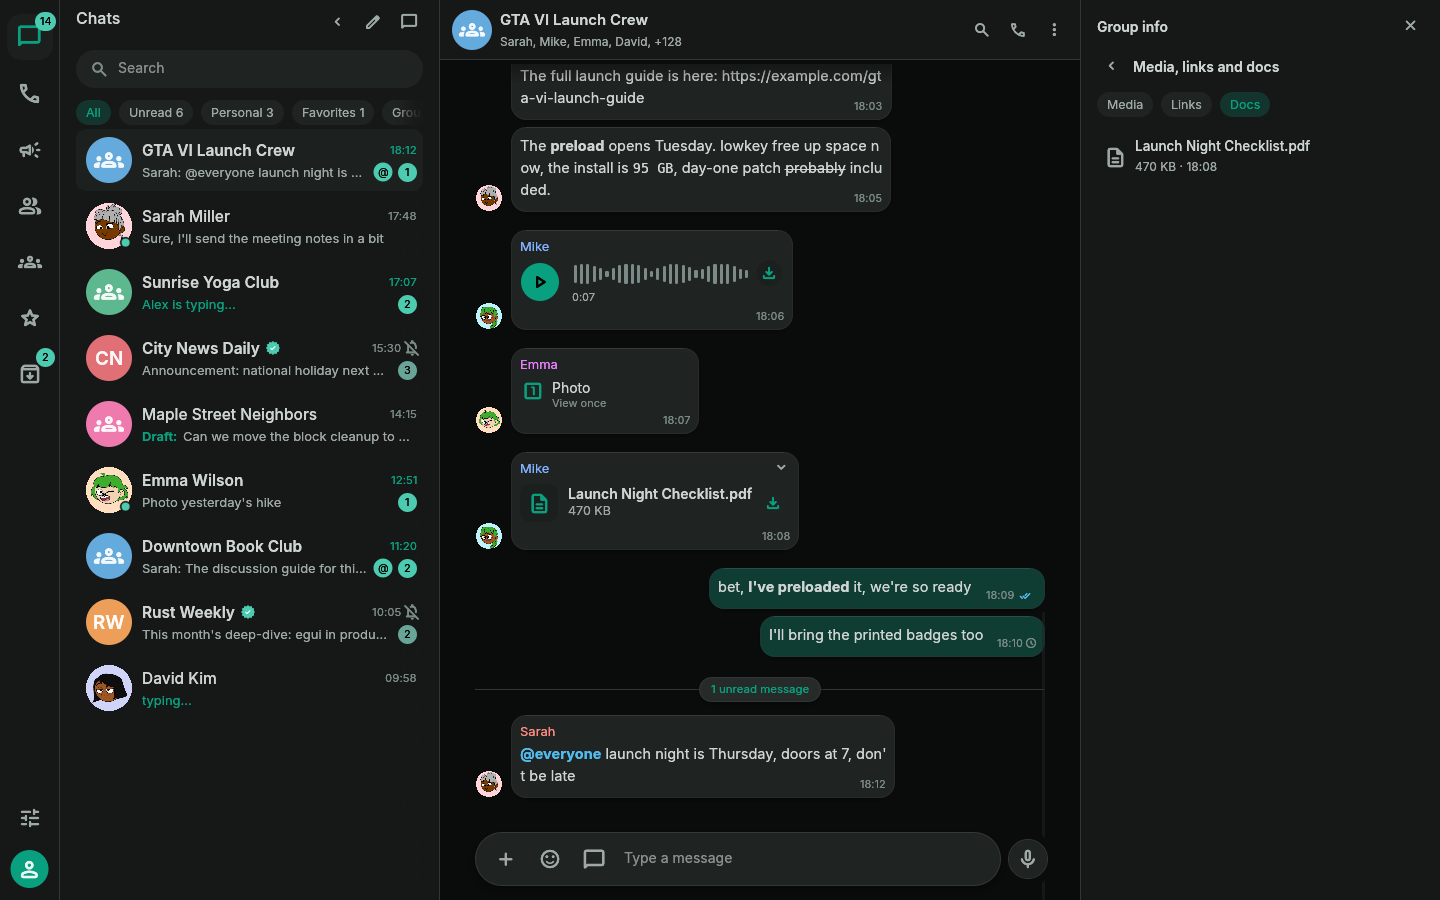 14
2
Chats
Search
All
Unread 6
Personal 3
Favorites 1
Grou
GTA VI Launch Crew
18:12
Sarah: @everyone launch night is ...
@
1
Sarah Miller
17:48
Sure, I'll send the meeting notes in a bit
Sunrise Yoga Club
17:07
Alex is typing...
2
CN
City News Daily
15:30
Announcement: national holiday next ...
3
Maple Street Neighbors
14:15
Draft: Can we move the block cleanup to ...
Emma Wilson
12:51
Photo yesterday's hike
1
Downtown Book Club
11:20
Sarah: The discussion guide for thi...
@
2
RW
Rust Weekly
10:05
This month's deep-dive: egui in produ...
2
David Kim
09:58
typing...
GTA VI Launch Crew
Sarah, Mike, Emma, David, +128
The full launch guide is here: https://example.com/gt
a-vi-launch-guide
18:03
The preload opens Tuesday. lowkey free up space n
ow, the install is 95 GB, day-one patch probably inclu
ded.
18:05
Mike
0:07
18:06
Emma
1
Photo
View once
18:07
Mike
Launch Night Checklist.pdf
470 KB
18:08
bet, I've preloaded it, we're so ready
18:09
I'll bring the printed badges too
18:10
1 unread message
Sarah
@everyone launch night is Thursday, doors at 7, don'
t be late
18:12
Type a message
Group info
Media, links and docs
Media
Links
Docs
Launch Night Checklist.pdf
470 KB · 18:08